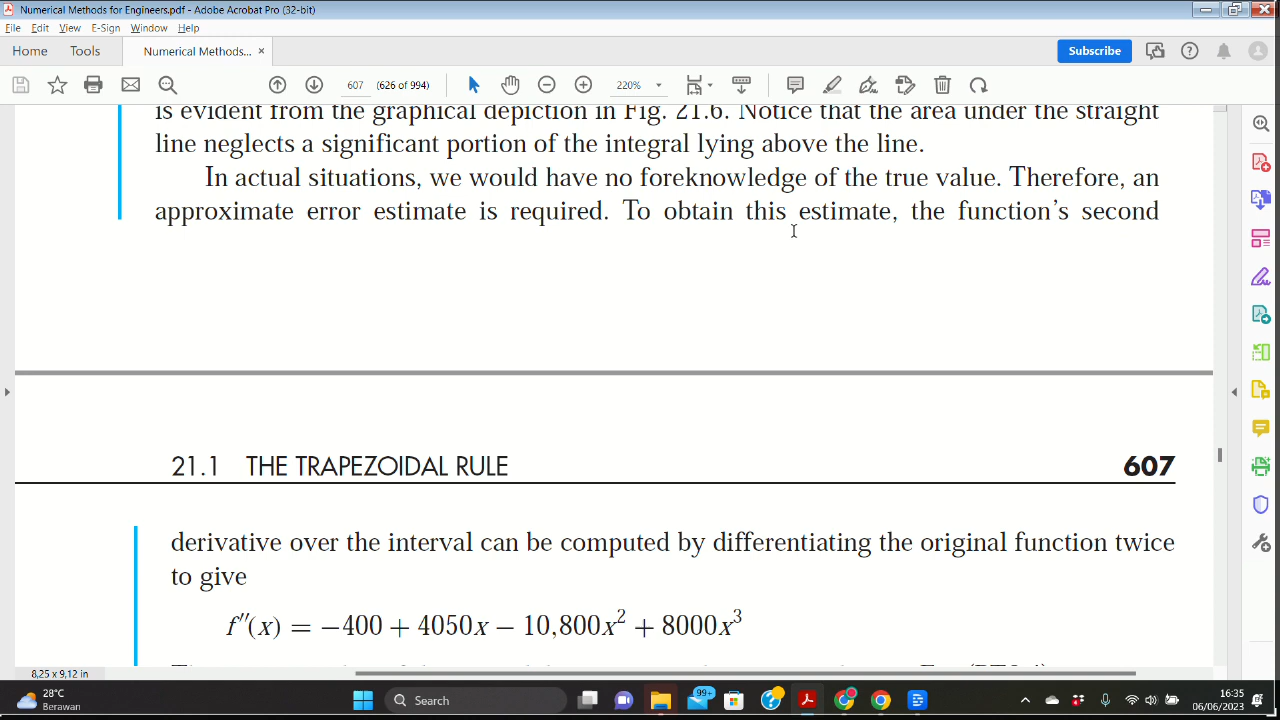 Numerical Methods for Engineers.pdf - Adobe Acrobat Pro (32-bit)
File Edit View E-Sign Window Help
Home Tools Numerical Methods... × Subscribe
607 (626 of 994) 220%
is evident from the graphical depiction in Fig. 21.6. Notice that the area under the straight
line neglects a significant portion of the integral lying above the line.
In actual situations, we would have no foreknowledge of the true value. Therefore, an
approximate error estimate is required. To obtain this estimate, the function's second
21.1 THE TRAPEZOIDAL RULE 607
derivative over the interval can be computed by differentiating the original function twice
to give
f″(x) = −400 + 4050x − 10,800x² + 8000x³
8,25 x 9,12 in
28°C
Berawan
Search
99+
16:35
06/06/2023